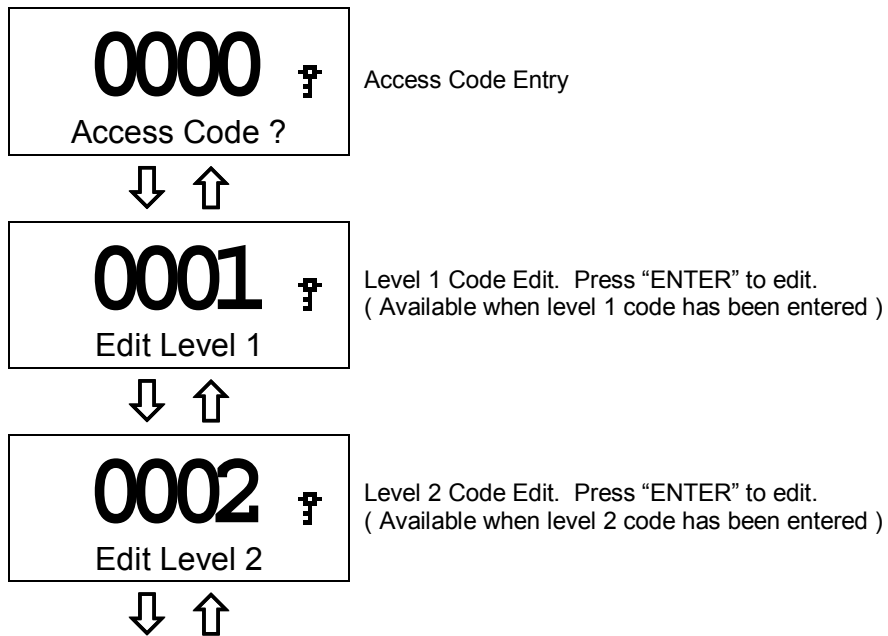 0000
Access Code ?
Access Code Entry
0001
Edit Level 1
Level 1 Code Edit. Press “ENTER” to edit.
( Available when level 1 code has been entered )
0002
Edit Level 2
Level 2 Code Edit. Press “ENTER” to edit.
( Available when level 2 code has been entered )